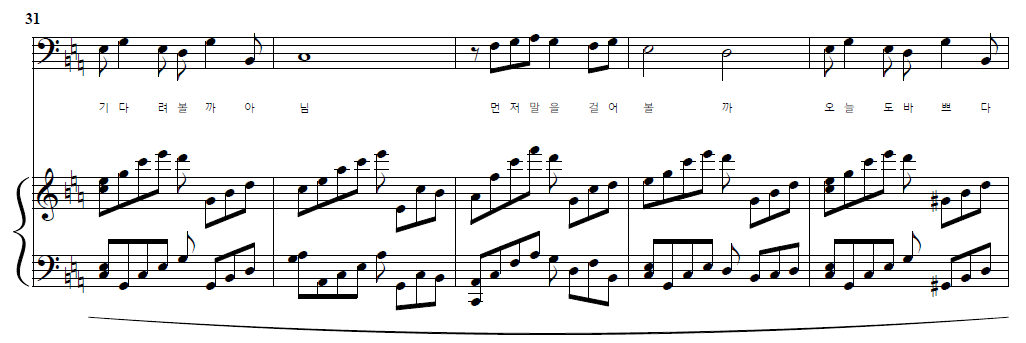 31
기 다 려 볼 까 아 님 먼 저 말 을 걸 어 볼 까 오 늘 도 바 쁘 다